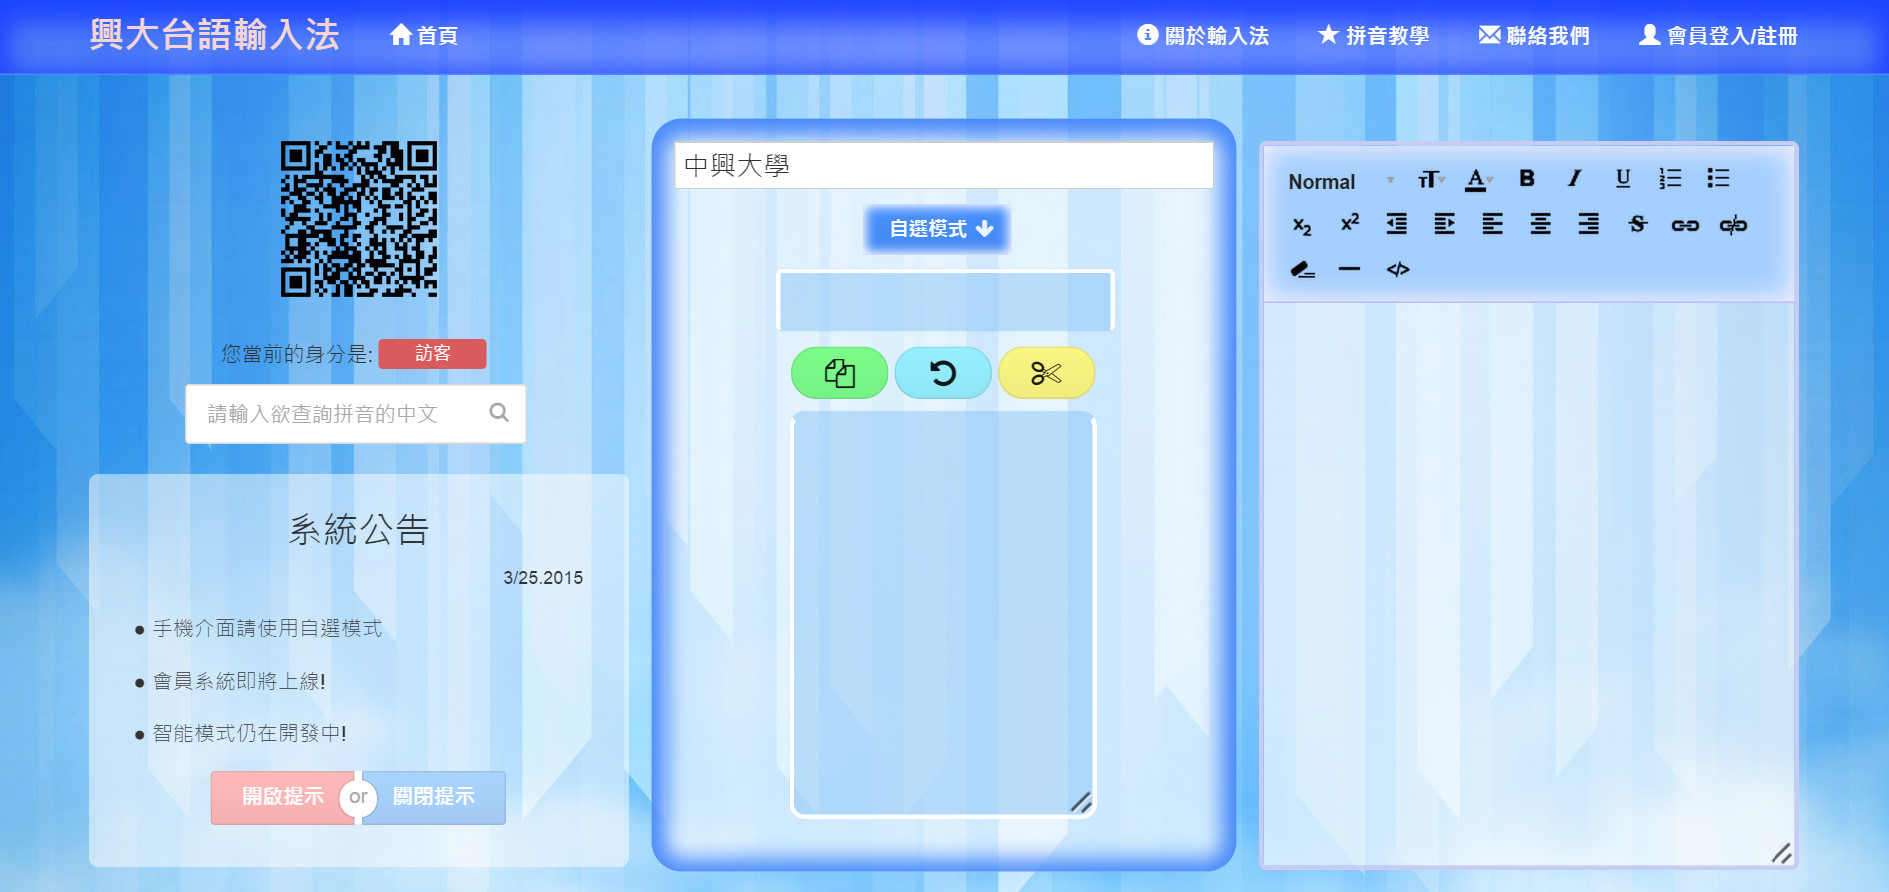 興大台語輸入法
首頁
關於輸入法
拼音教學
聯絡我們
會員登入/註冊
您當前的身分是: 訪客
請輸入欲查詢拼音的中文
系統公告
3/25.2015
● 手機介面請使用自選模式
● 會員系統即將上線!
● 智能模式仍在開發中!
開啟提示 or 關閉提示
中興大學
自選模式
Normal